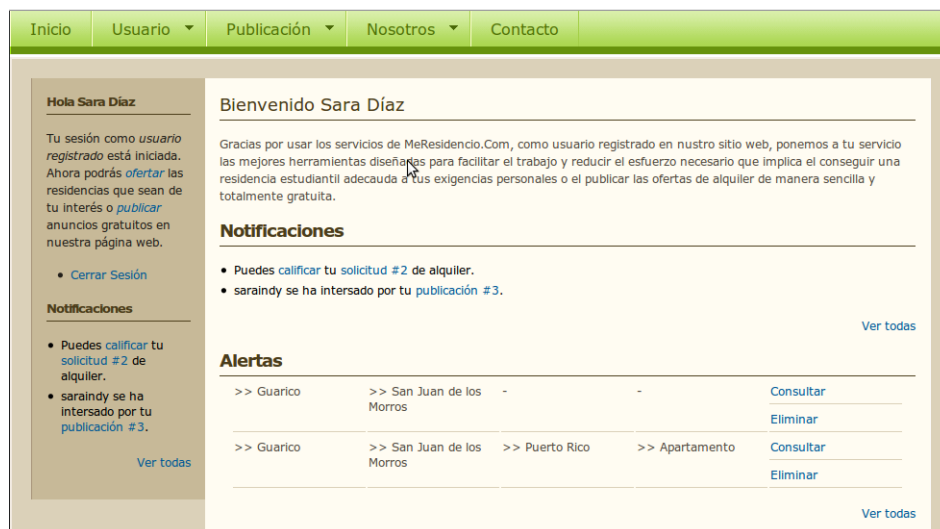 Inicio Usuario Publicación Nosotros Contacto
Hola Sara Díaz
Tu sesión como usuario
registrado está iniciada.
Ahora podrás ofertar las
residencias que sean de
tu interés o publicar
anuncios gratuitos en
nuestra página web.
Cerrar Sesión
Notificaciones
Puedes calificar tu
solicitud #2 de
alquiler.
saraindy se ha
intersado por tu
publicación #3.
Ver todas
Bienvenido Sara Díaz
Gracias por usar los servicios de MeResidencio.Com, como usuario registrado en nustro sitio web, ponemos a tu servicio
las mejores herramientas diseñadas para facilitar el trabajo y reducir el esfuerzo necesario que implica el conseguir una
residencia estudiantil adecauda a tus exigencias personales o el publicar las ofertas de alquiler de manera sencilla y
totalmente gratuita.
Notificaciones
Puedes calificar tu solicitud #2 de alquiler.
saraindy se ha intersado por tu publicación #3.
Ver todas
Alertas
>> Guarico >> San Juan de los - - Consultar
Morros
Eliminar
>> Guarico >> San Juan de los >> Puerto Rico >> Apartamento Consultar
Morros
Eliminar
Ver todas